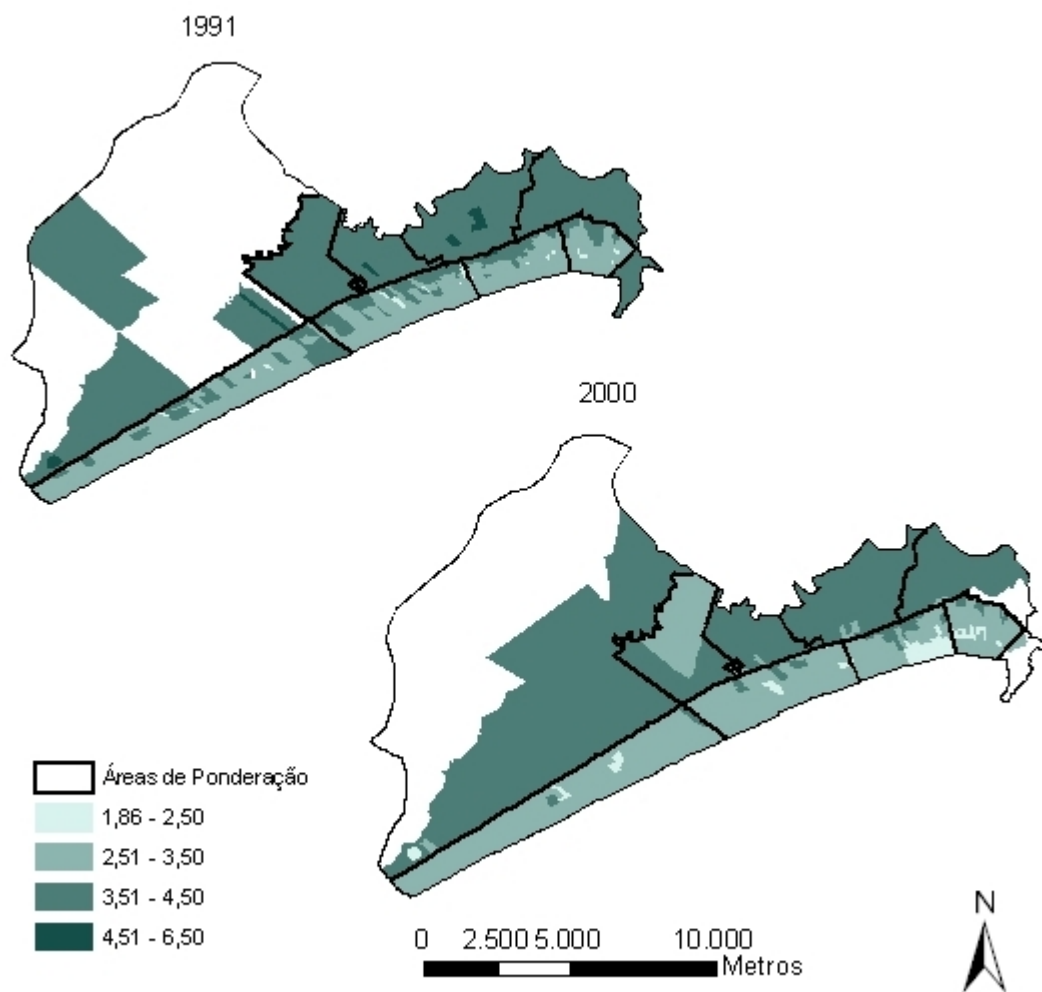 1991
2000
Áreas de Ponderação
1,86 - 2,50
2,51 - 3,50
3,51 - 4,50
4,51 - 6,50
0 2.500 5.000 10.000
Metros
N